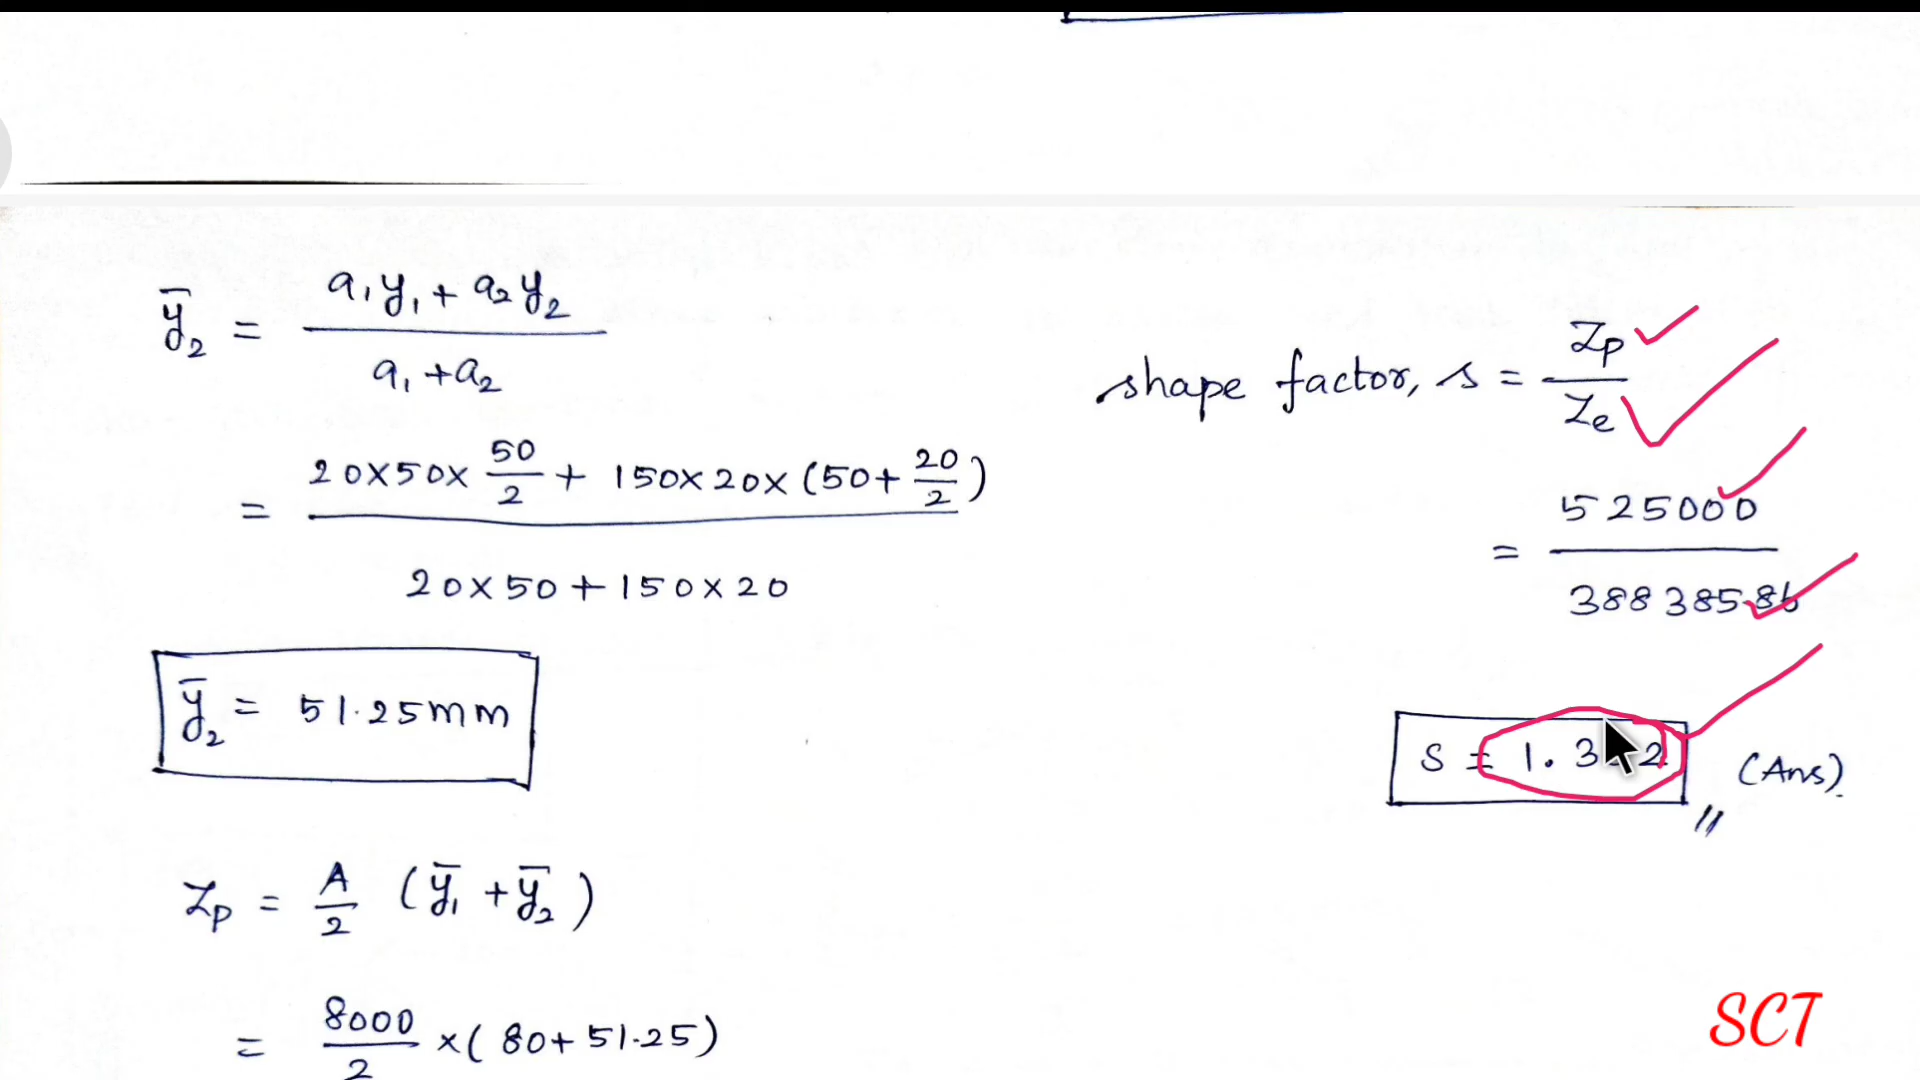 ȳ₂ = (a₁y₁ + a₂y₂) / (a₁ + a₂)
= (20×50×50/2 + 150×20×(50+20/2)) / (20×50+150×20)
ȳ₂ = 51.25mm
Zp = A/2 (ȳ₁ + ȳ₂)
= 8000/2 ×(80+51.25)
shape factor, s = Zp/Ze
= 525000 / 388385.86
S = 1.3 2 (Ans).
SCT